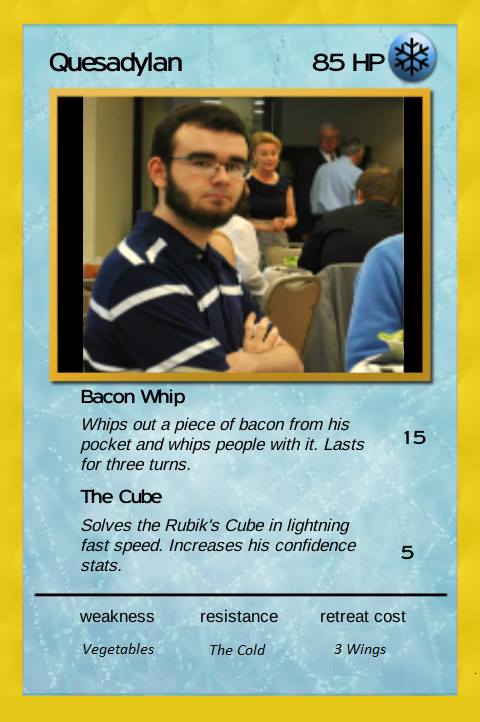 Quesadylan 85 HP
Bacon Whip
Whips out a piece of bacon from his
pocket and whips people with it. Lasts
for three turns.
15
The Cube
Solves the Rubik's Cube in lightning
fast speed. Increases his confidence
stats.
5
weakness resistance retreat cost
Vegetables The Cold 3 Wings